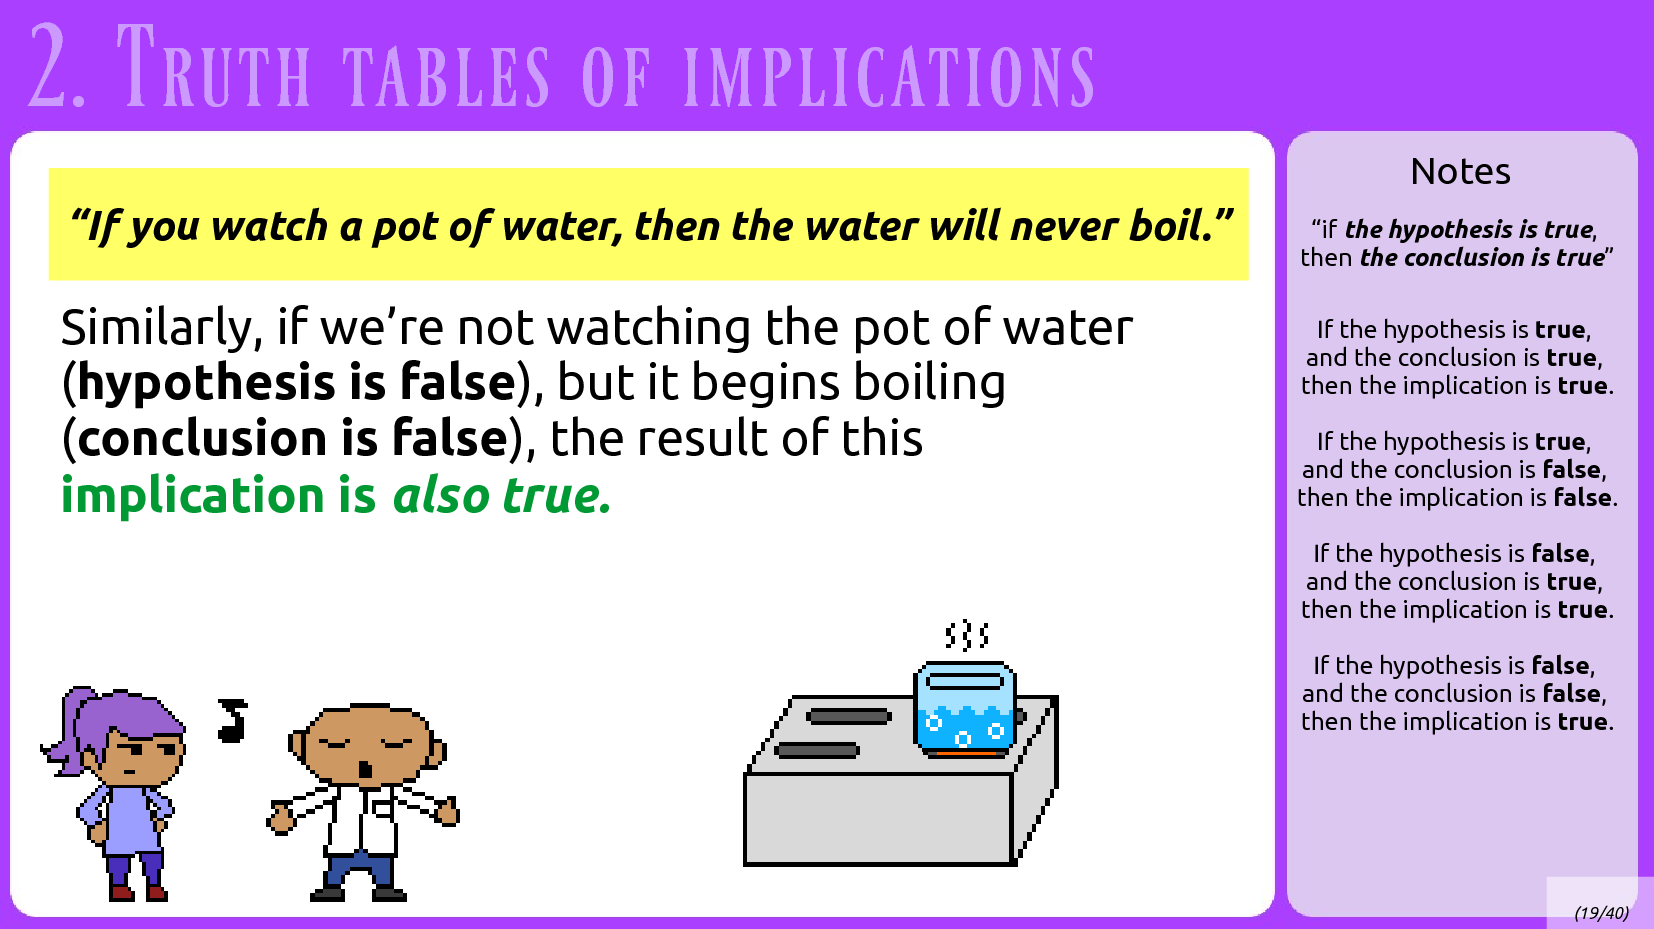 2. Truth tables of implications
“If you watch a pot of water, then the water will never boil.”
Similarly, if we’re not watching the pot of water
(hypothesis is false), but it begins boiling
(conclusion is false), the result of this
implication is also true.
Notes
“if the hypothesis is true,
then the conclusion is true”
If the hypothesis is true,
and the conclusion is true,
then the implication is true.
If the hypothesis is true,
and the conclusion is false,
then the implication is false.
If the hypothesis is false,
and the conclusion is true,
then the implication is true.
If the hypothesis is false,
and the conclusion is false,
then the implication is true.
(19/40)